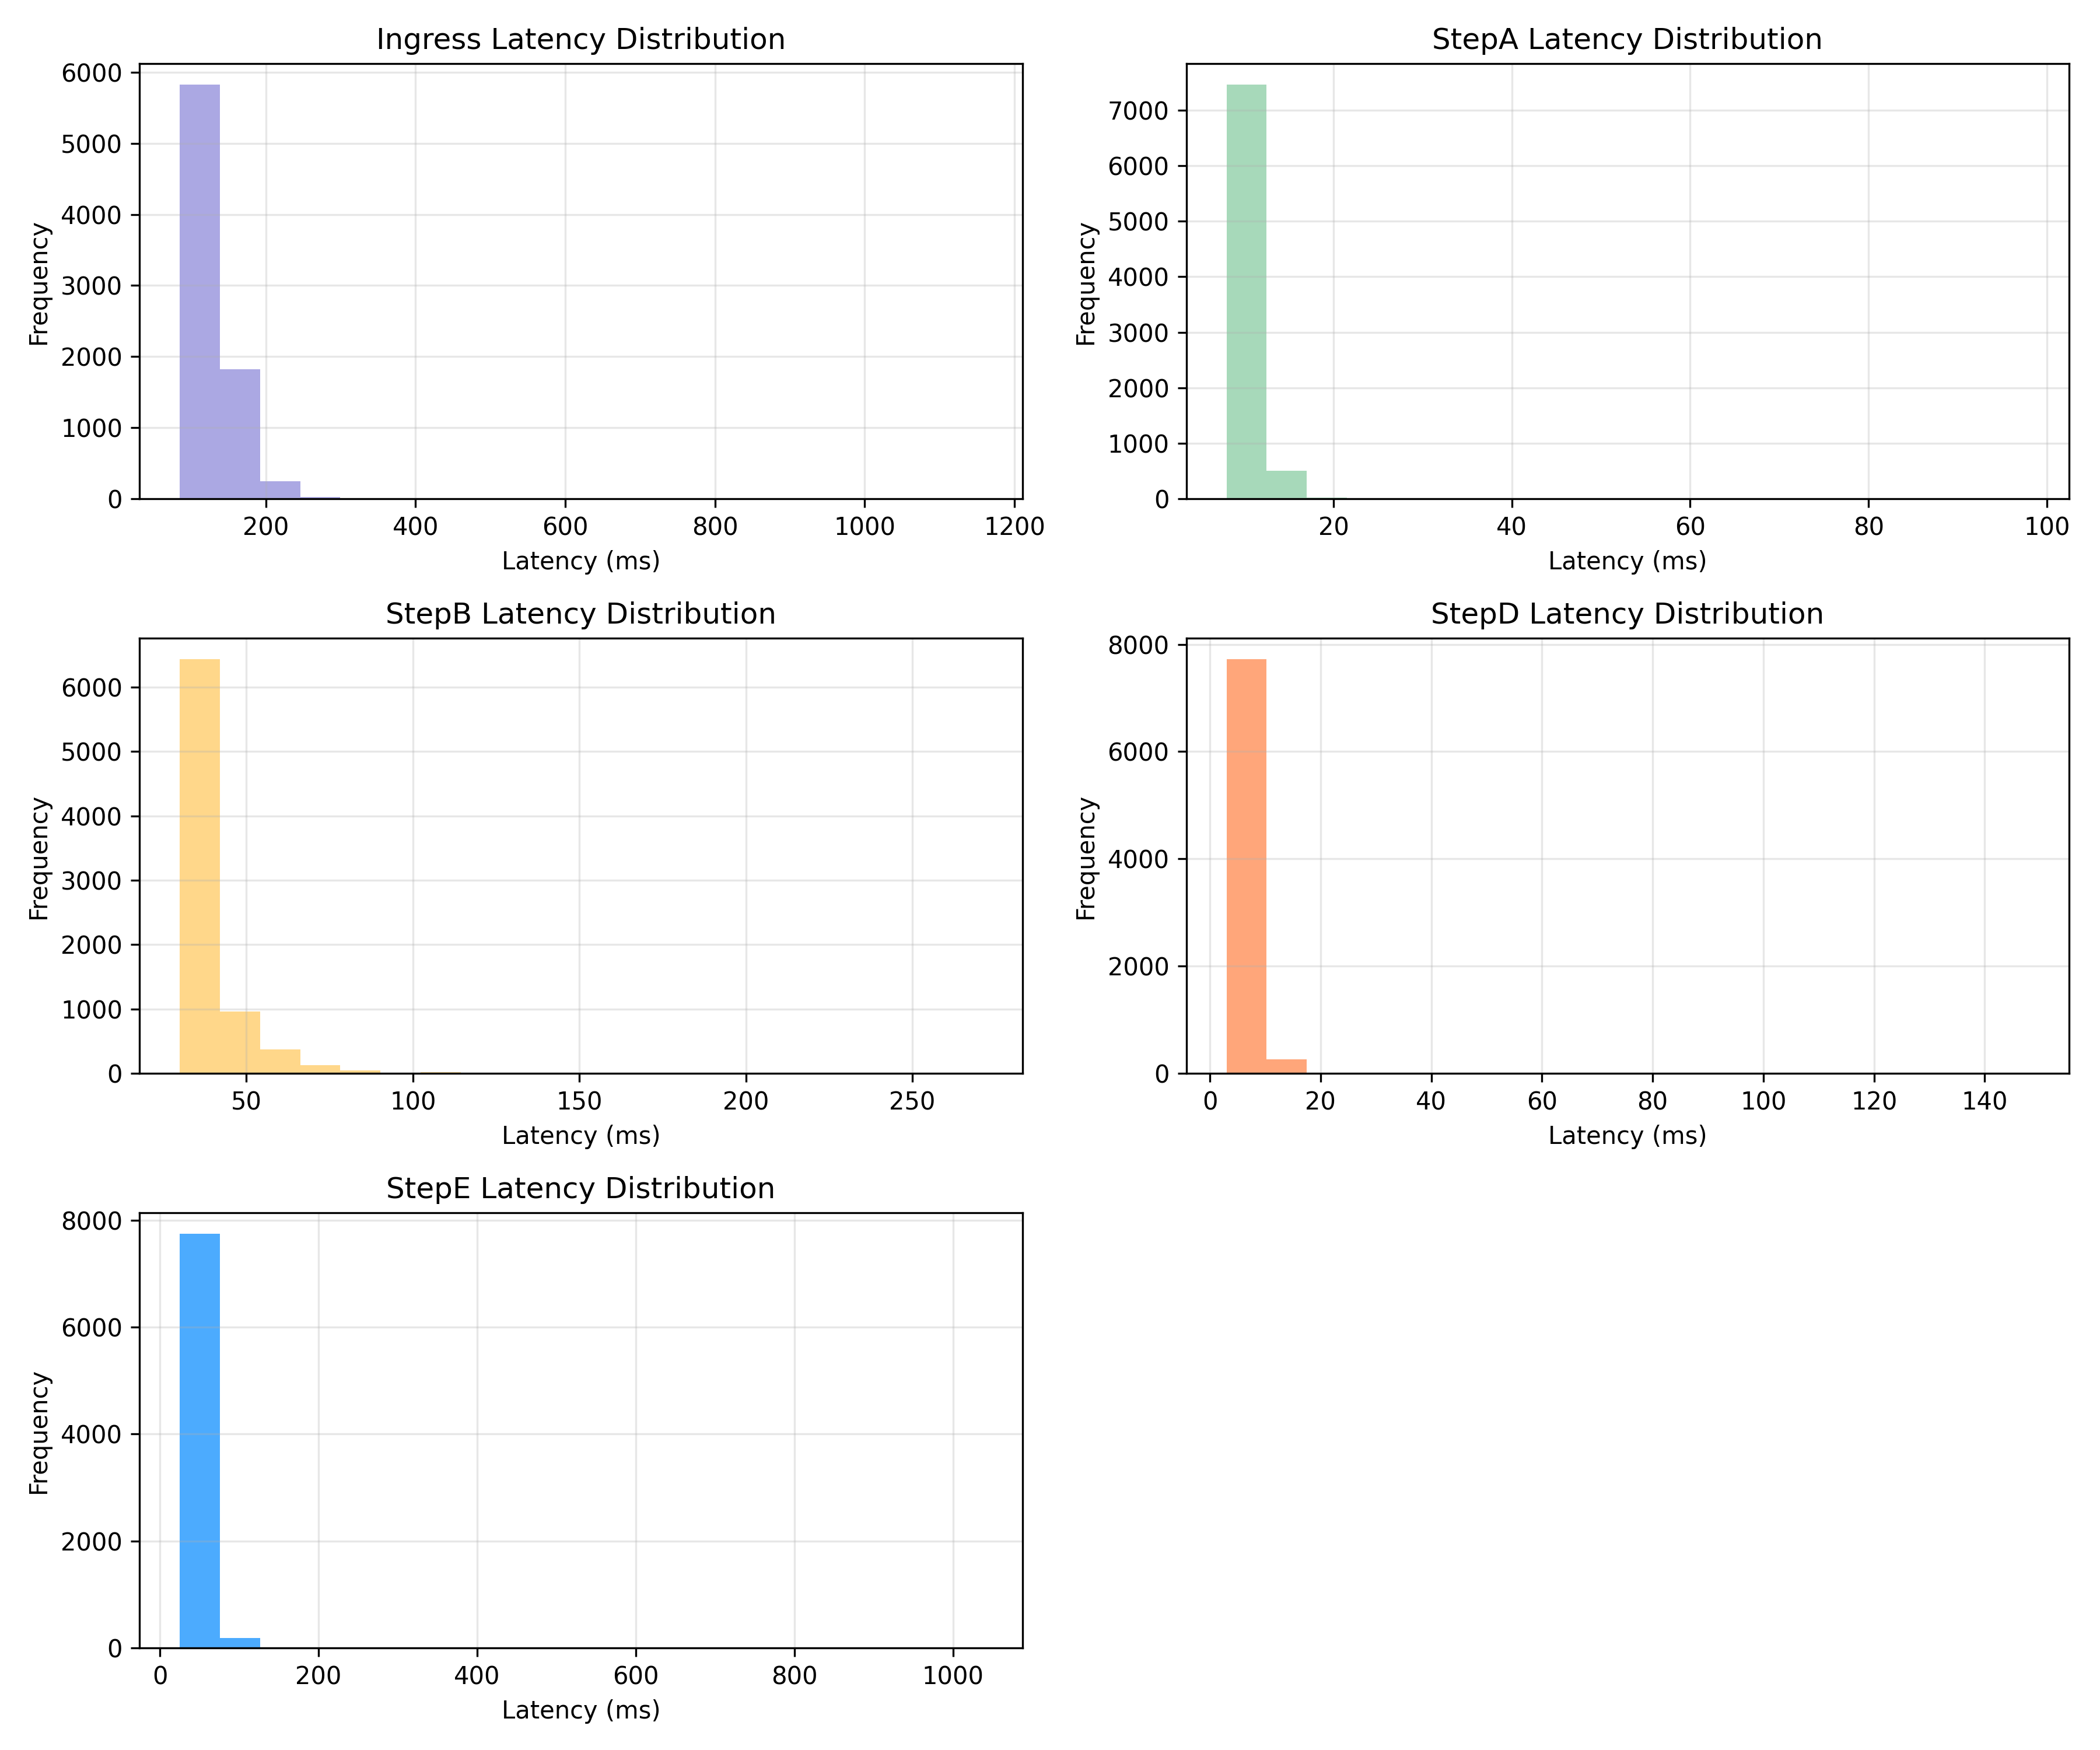 Ingress Latency Distribution
Frequency
6000
5000
4000
3000
2000
1000
0
200 400 600 800 1000 1200
Latency (ms)
StepA Latency Distribution
Frequency
7000
6000
5000
4000
3000
2000
1000
0
20 40 60 80 100
Latency (ms)
StepB Latency Distribution
Frequency
6000
5000
4000
3000
2000
1000
0
50 100 150 200 250
Latency (ms)
StepD Latency Distribution
Frequency
8000
6000
4000
2000
0
0 20 40 60 80 100 120 140
Latency (ms)
StepE Latency Distribution
Frequency
8000
6000
4000
2000
0
0 200 400 600 800 1000
Latency (ms)